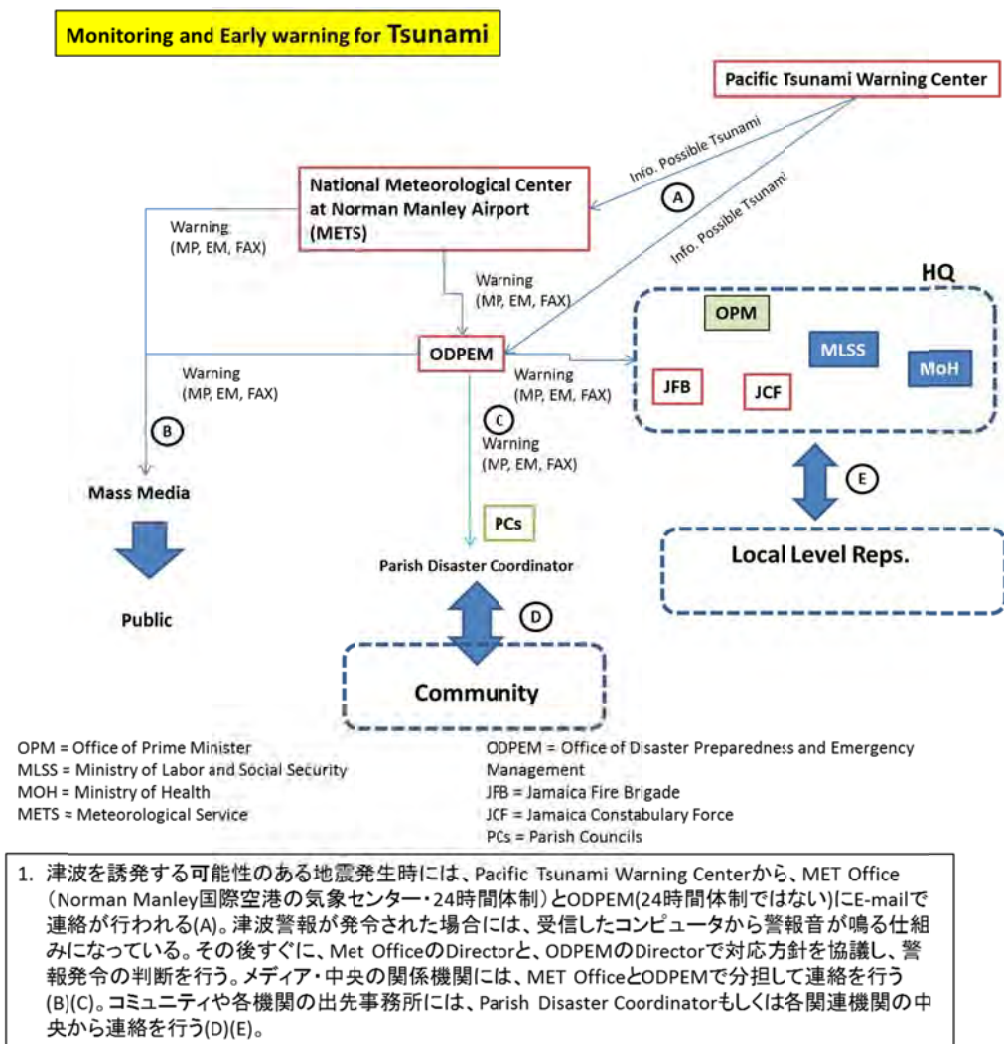 Monitoring and Early warning for Tsunami
Pacific Tsunami Warning Center
Info. Possible Tsunami
Info. Possible Tsunami
A
National Meteorological Center
at Norman Manley Airport
(METS)
Warning
(MP, EM, FAX)
Warning
(MP, EM, FAX)
HQ
OPM
MLSS
MoH
JFB
JCF
ODPEM
Warning
(MP, EM, FAX)
Warning
(MP, EM, FAX)
B
C
Warning
(MP, EM, FAX)
E
Mass Media
PCs
Parish Disaster Coordinator
Local Level Reps.
Public
D
Community
OPM = Office of Prime Minister
MLSS = Ministry of Labor and Social Security
MOH = Ministry of Health
METS = Meteorological Service
ODPEM = Office of Disaster Preparedness and Emergency
Management
JFB = Jamaica Fire Brigade
JCF = Jamaica Constabulary Force
PCs = Parish Councils
1. 津波を誘発する可能性のある地震発生時には、Pacific Tsunami Warning Centerから、MET Office
（Norman Manley国際空港の気象センター・24時間体制）とODPEM(24時間体制ではない)にE-mailで
連絡が行われる(A)。津波警報が発令された場合には、受信したコンピュータから警報音が鳴る仕組
みになっている。その後すぐに、Met OfficeのDirectorと、ODPEMのDirectorで対応方針を協議し、警
報発令の判断を行う。メディア・中央の関係機関には、MET OfficeとODPEMで分担して連絡を行う
(B)(C)。コミュニティや各機関の出先事務所には、Parish Disaster Coordinatorもしくは各関連機関の中
央から連絡を行う(D)(E)。